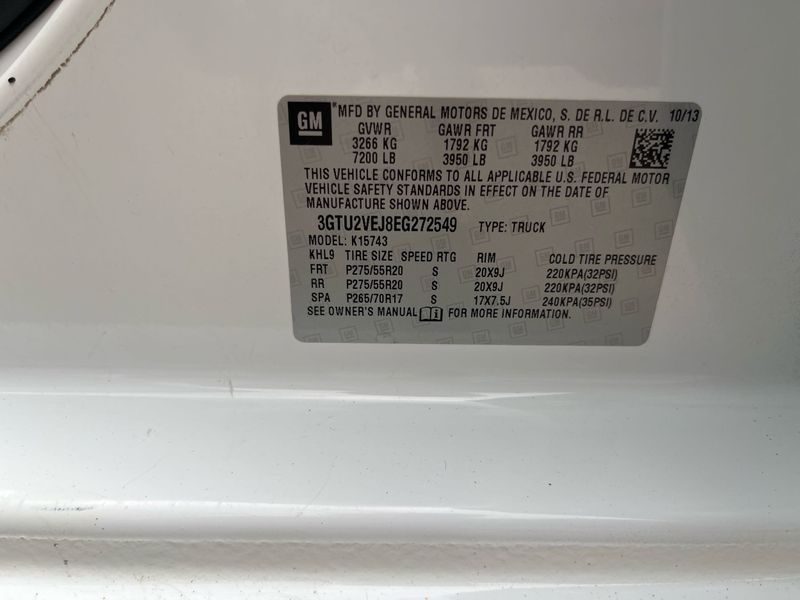 GM MFD BY GENERAL MOTORS DE MEXICO, S. DE R.L. DE C.V. 10/13
GVWR GAWR FRT GAWR RR
3266 KG 1792 KG 1792 KG
7200 LB 3950 LB 3950 LB
THIS VEHICLE CONFORMS TO ALL APPLICABLE U.S. FEDERAL MOTOR
VEHICLE SAFETY STANDARDS IN EFFECT ON THE DATE OF
MANUFACTURE SHOWN ABOVE.
3GTU2VEJ8EG272549 TYPE: TRUCK
MODEL: K15743
KHL9 TIRE SIZE SPEED RTG RIM COLD TIRE PRESSURE
FRT P275/55R20 S 20X9J 220KPA(32PSI)
RR P275/55R20 S 20X9J 220KPA(32PSI)
SPA P265/70R17 S 17X7.5J 240KPA(35PSI)
SEE OWNER'S MANUAL FOR MORE INFORMATION.